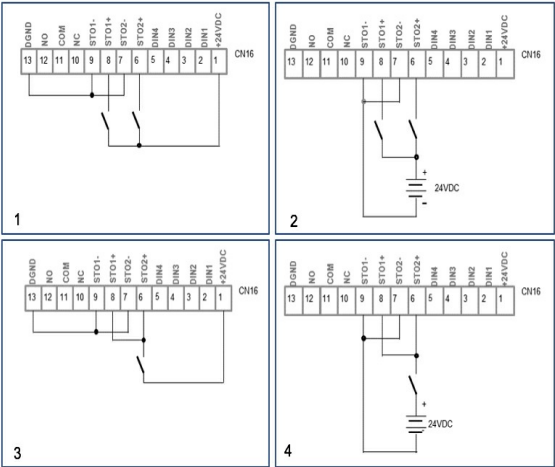 DGND NO COM NC STO1- STO1+ STO2- STO2+ DIN4 DIN3 DIN2 DIN1 +24VDC
13 12 11 10 9 8 7 6 5 4 3 2 1 CN16
1
DGND NO COM NC STO1- STO1+ STO2- STO2+ DIN4 DIN3 DIN2 DIN1 +24VDC
13 12 11 10 9 8 7 6 5 4 3 2 1 CN16
+
24VDC
-
2
DGND NO COM NC STO1- STO1+ STO2- STO2+ DIN4 DIN3 DIN2 DIN1 +24VDC
13 12 11 10 9 8 7 6 5 4 3 2 1 CN16
3
DGND NO COM NC STO1- STO1+ STO2- STO2+ DIN4 DIN3 DIN2 DIN1 +24VDC
13 12 11 10 9 8 7 6 5 4 3 2 1 CN16
+
24VDC
-
4